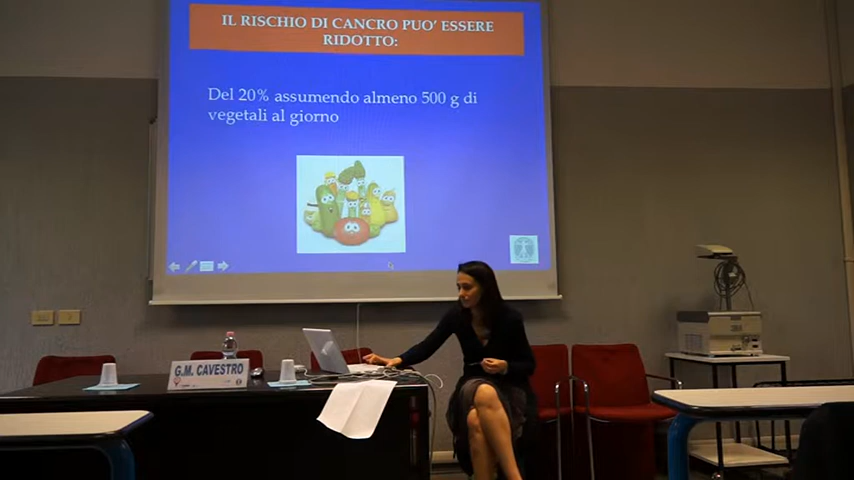 IL RISCHIO DI CANCRO PUO' ESSERE
RIDOTTO:
Del 20% assumendo almeno 500 g di
vegetali al giorno
G.M. CAVESTRO